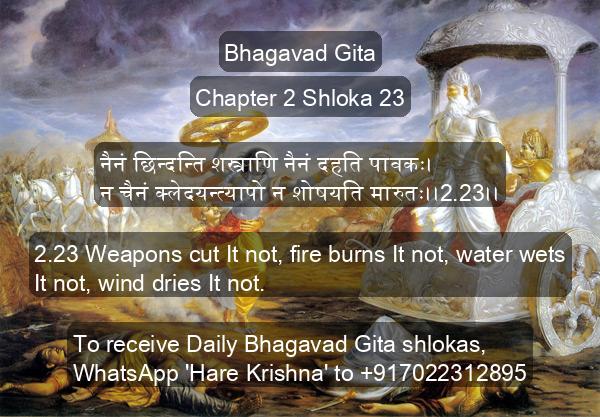 Bhagavad Gita
Chapter 2 Shloka 23
नैनं छिन्दन्ति शस्त्राणि नैनं दहति पावकः।
न चैनं क्लेदयन्त्यापो न शोषयति मारुतः।।2.23।।
2.23 Weapons cut It not, fire burns It not, water wets
It not, wind dries It not.
To receive Daily Bhagavad Gita shlokas,
WhatsApp 'Hare Krishna' to +917022312895